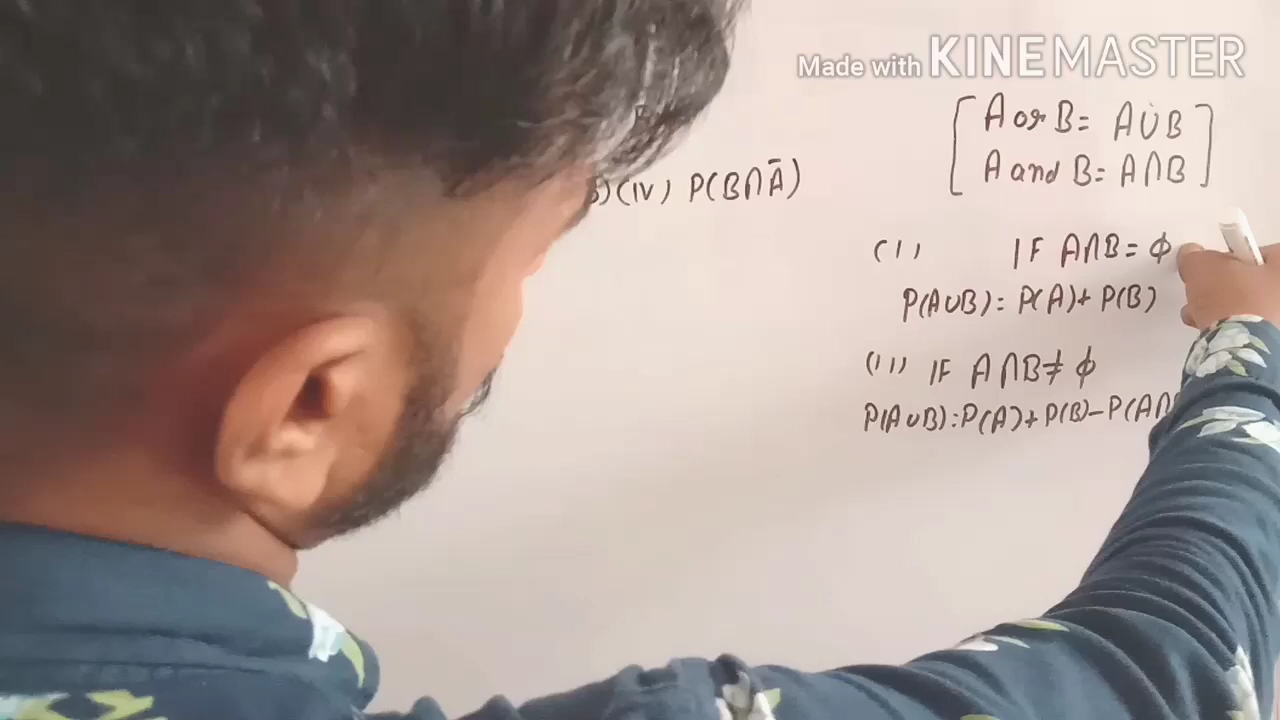 Made with KINEMASTER
A or B = A∪B
A and B = A∩B
) (IV) P(B∩Ā)
(I) IF A∩B = ϕ
P(A∪B) = P(A) + P(B)
(II) IF A∩B ≠ ϕ
P(A∪B) = P(A) + P(B) – P(A∩